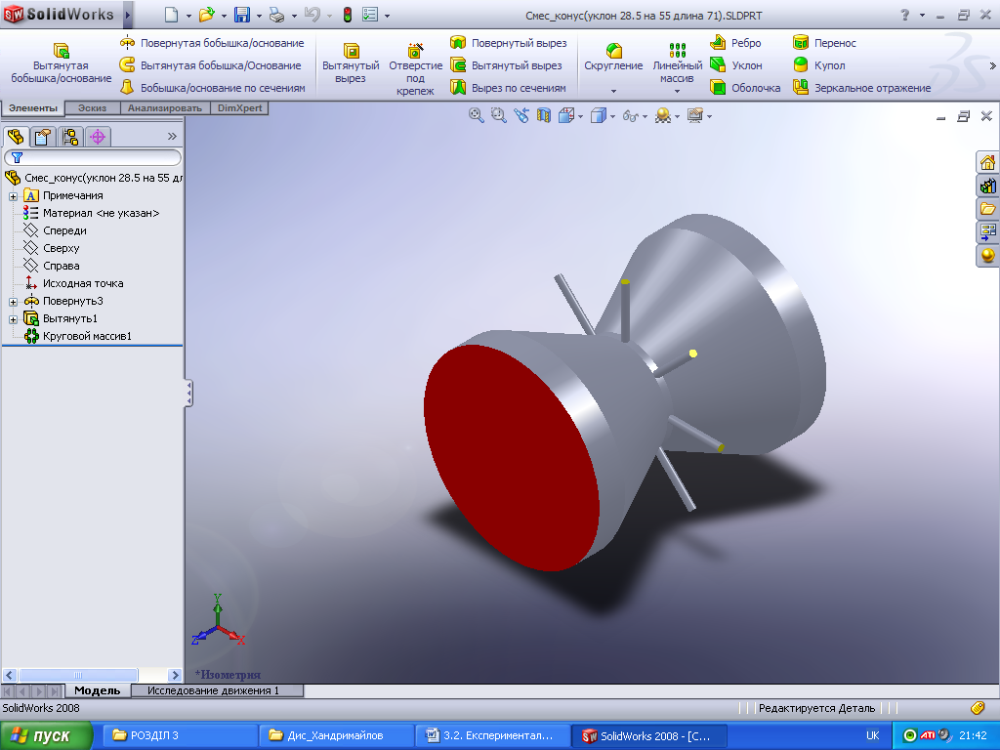 SolidWorks
Смес_конус(уклон 28.5 на 55 длина 71).SLDPRT
Вытянутая бобышка/основание
Повернутая бобышка/основание
Вытянутая Бобышка/Основание
Бобышка/основание по сечениям
Вытянутый вырез
Отверстие под крепеж
Повернутый вырез
Вытянутый вырез
Вырез по сечениям
Скругление
Линейный массив
Ребро
Уклон
Оболочка
Перенос
Купол
Зеркальное отражение
Элементы
Эскиз
Анализировать
DimXpert
Смес_конус(уклон 28.5 на 55 дл
Примечания
Материал <не указан>
Спереди
Сверху
Справа
Исходная точка
Повернуть3
Вытянуть1
Круговой массив1
Y
Z
X
*Изометрия
Модель
Исследование движения 1
SolidWorks 2008
Редактируется Деталь
пуск
РОЗДІЛ 3
Дис_Хандримайлов
3.2. Експериментал...
SolidWorks 2008 - [С...
UK
ATI
21:42